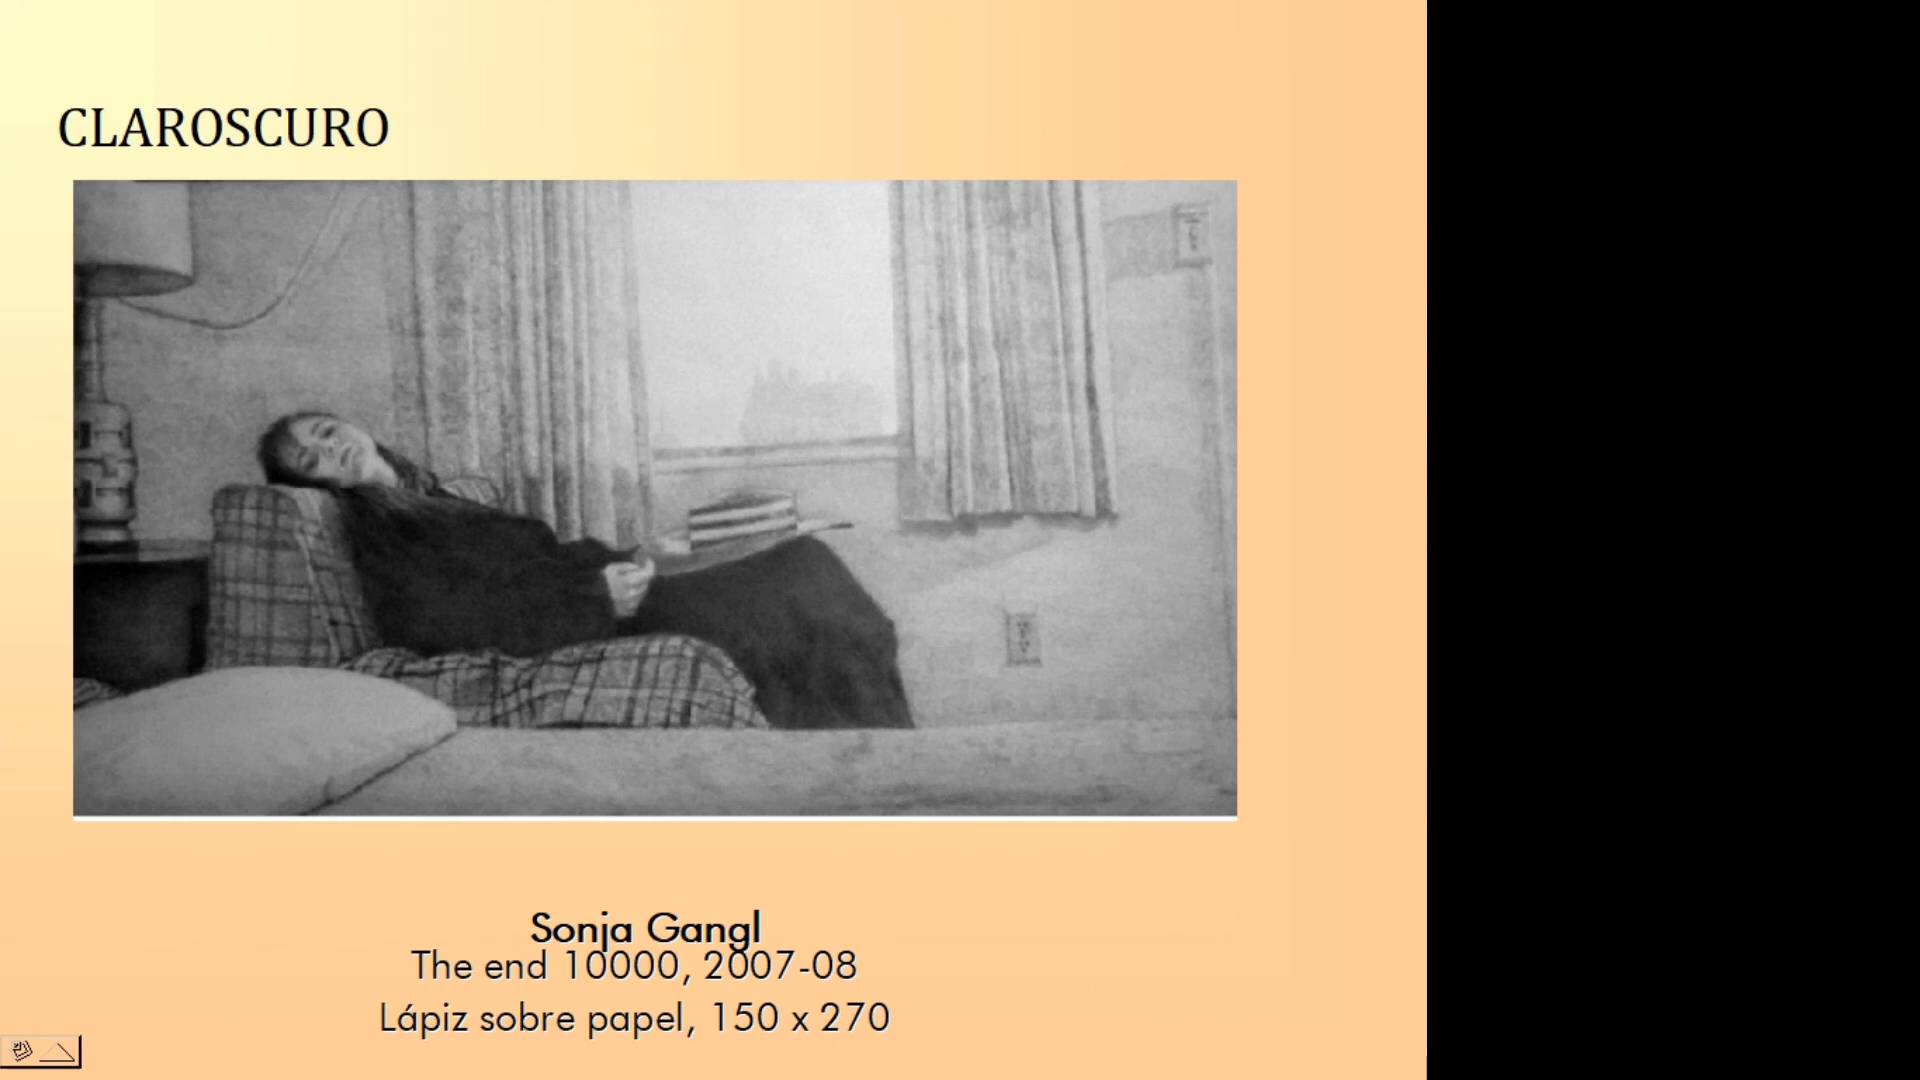 CLAROSCURO
Sonja Gangl
The end 10000, 2007-08
Lápiz sobre papel, 150 x 270